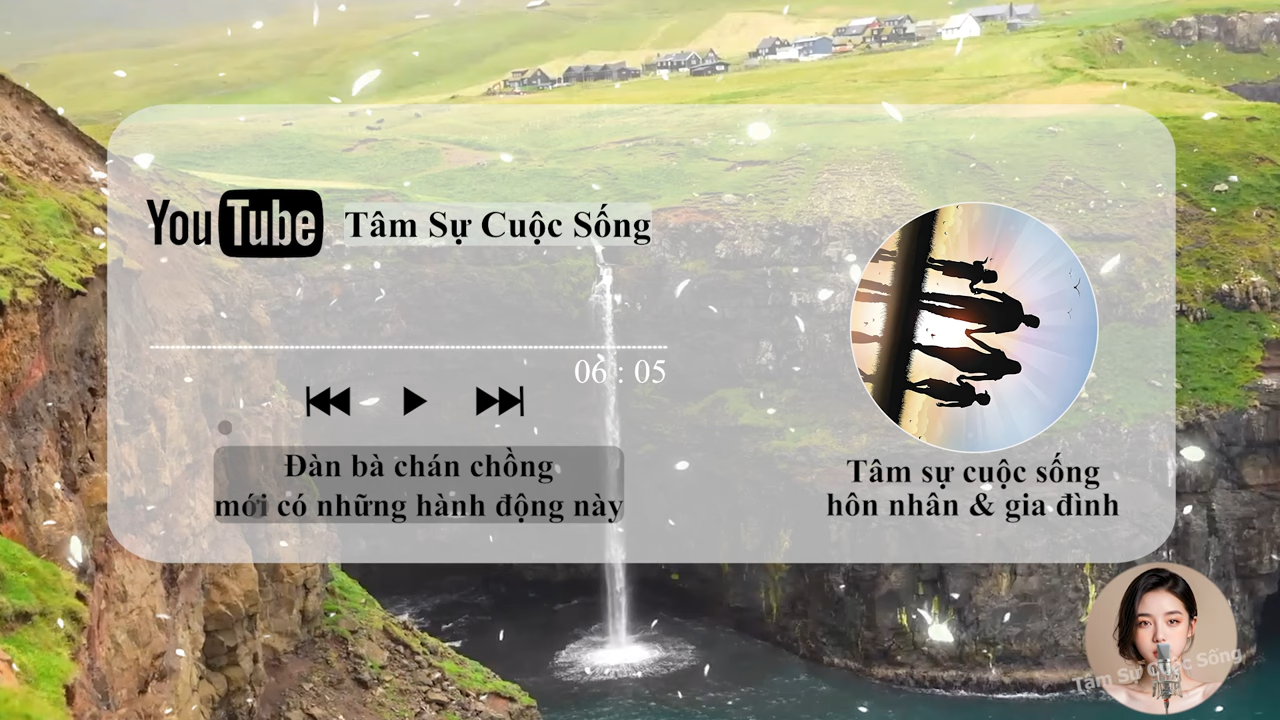 YouTube Tâm Sự Cuộc Sống
06 : 05
Đàn bà chán chồng
mới có những hành động này
Tâm sự cuộc sống
hôn nhân & gia đình
Tâm Sự Cuộc Sống